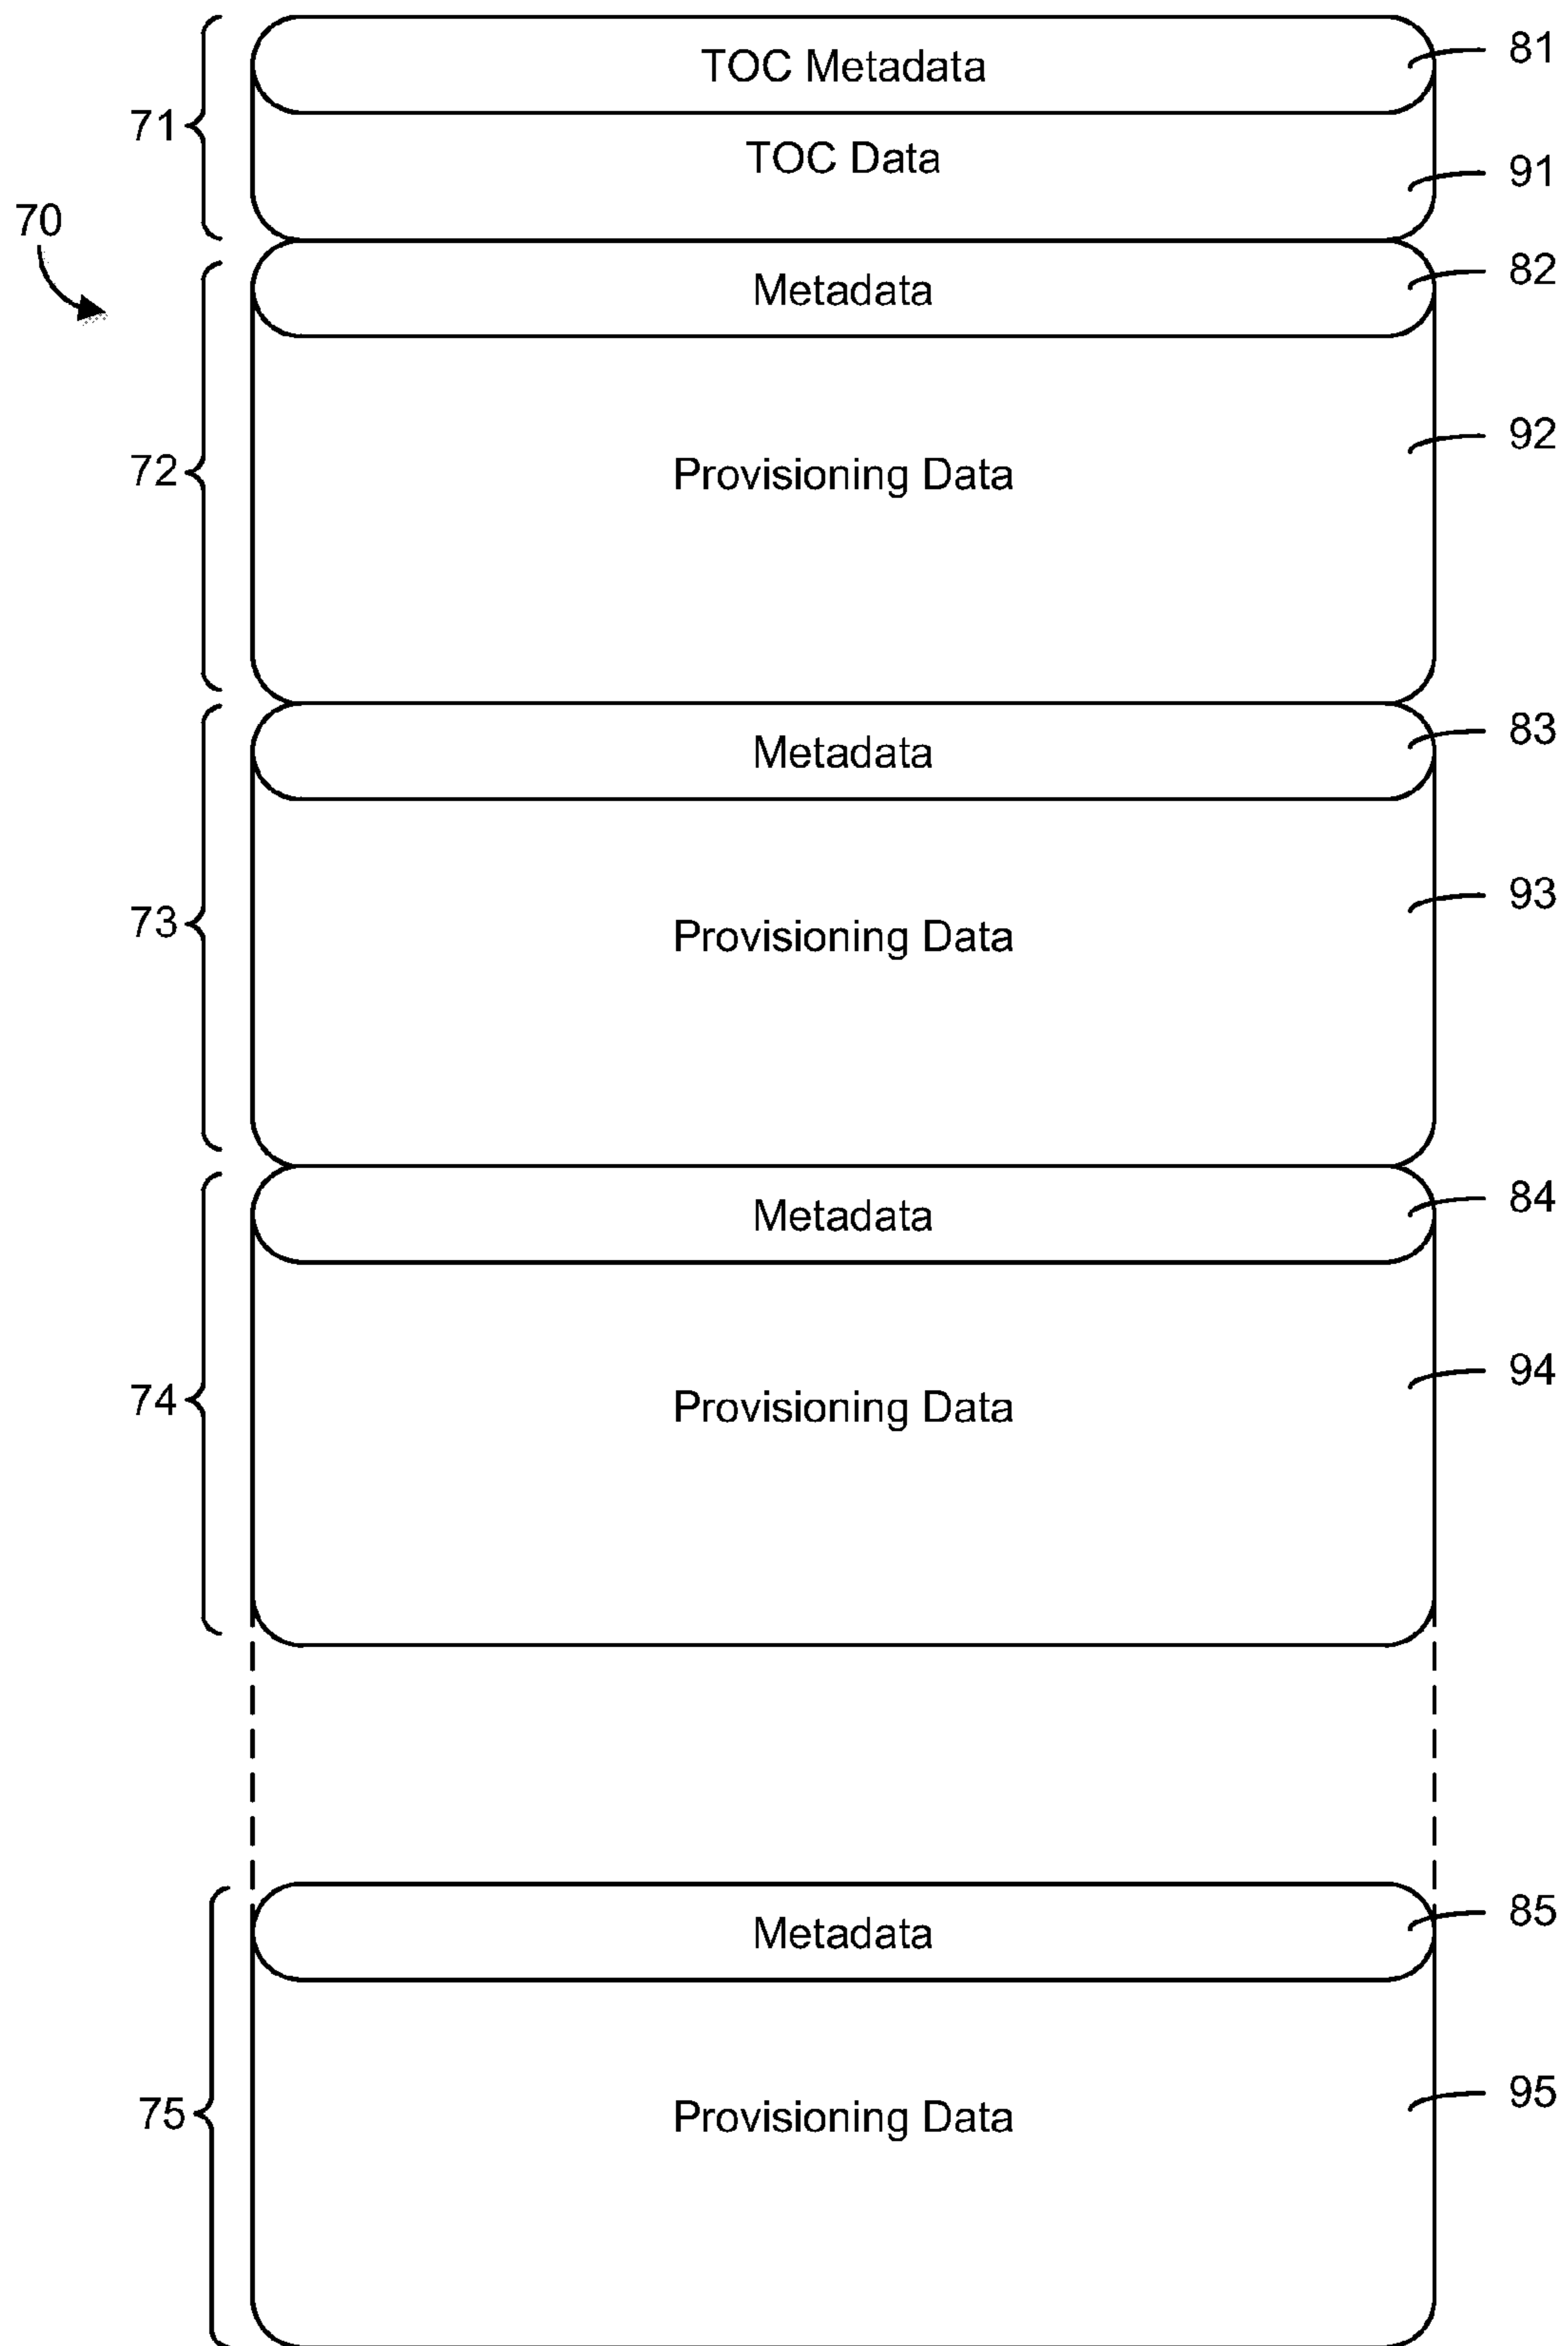 TOC Metadata
81
71
TOC Data
91
70
Metadata
82
72
Provisioning Data
92
Metadata
83
73
Provisioning Data
93
Metadata
84
74
Provisioning Data
94
Metadata
85
75
Provisioning Data
95